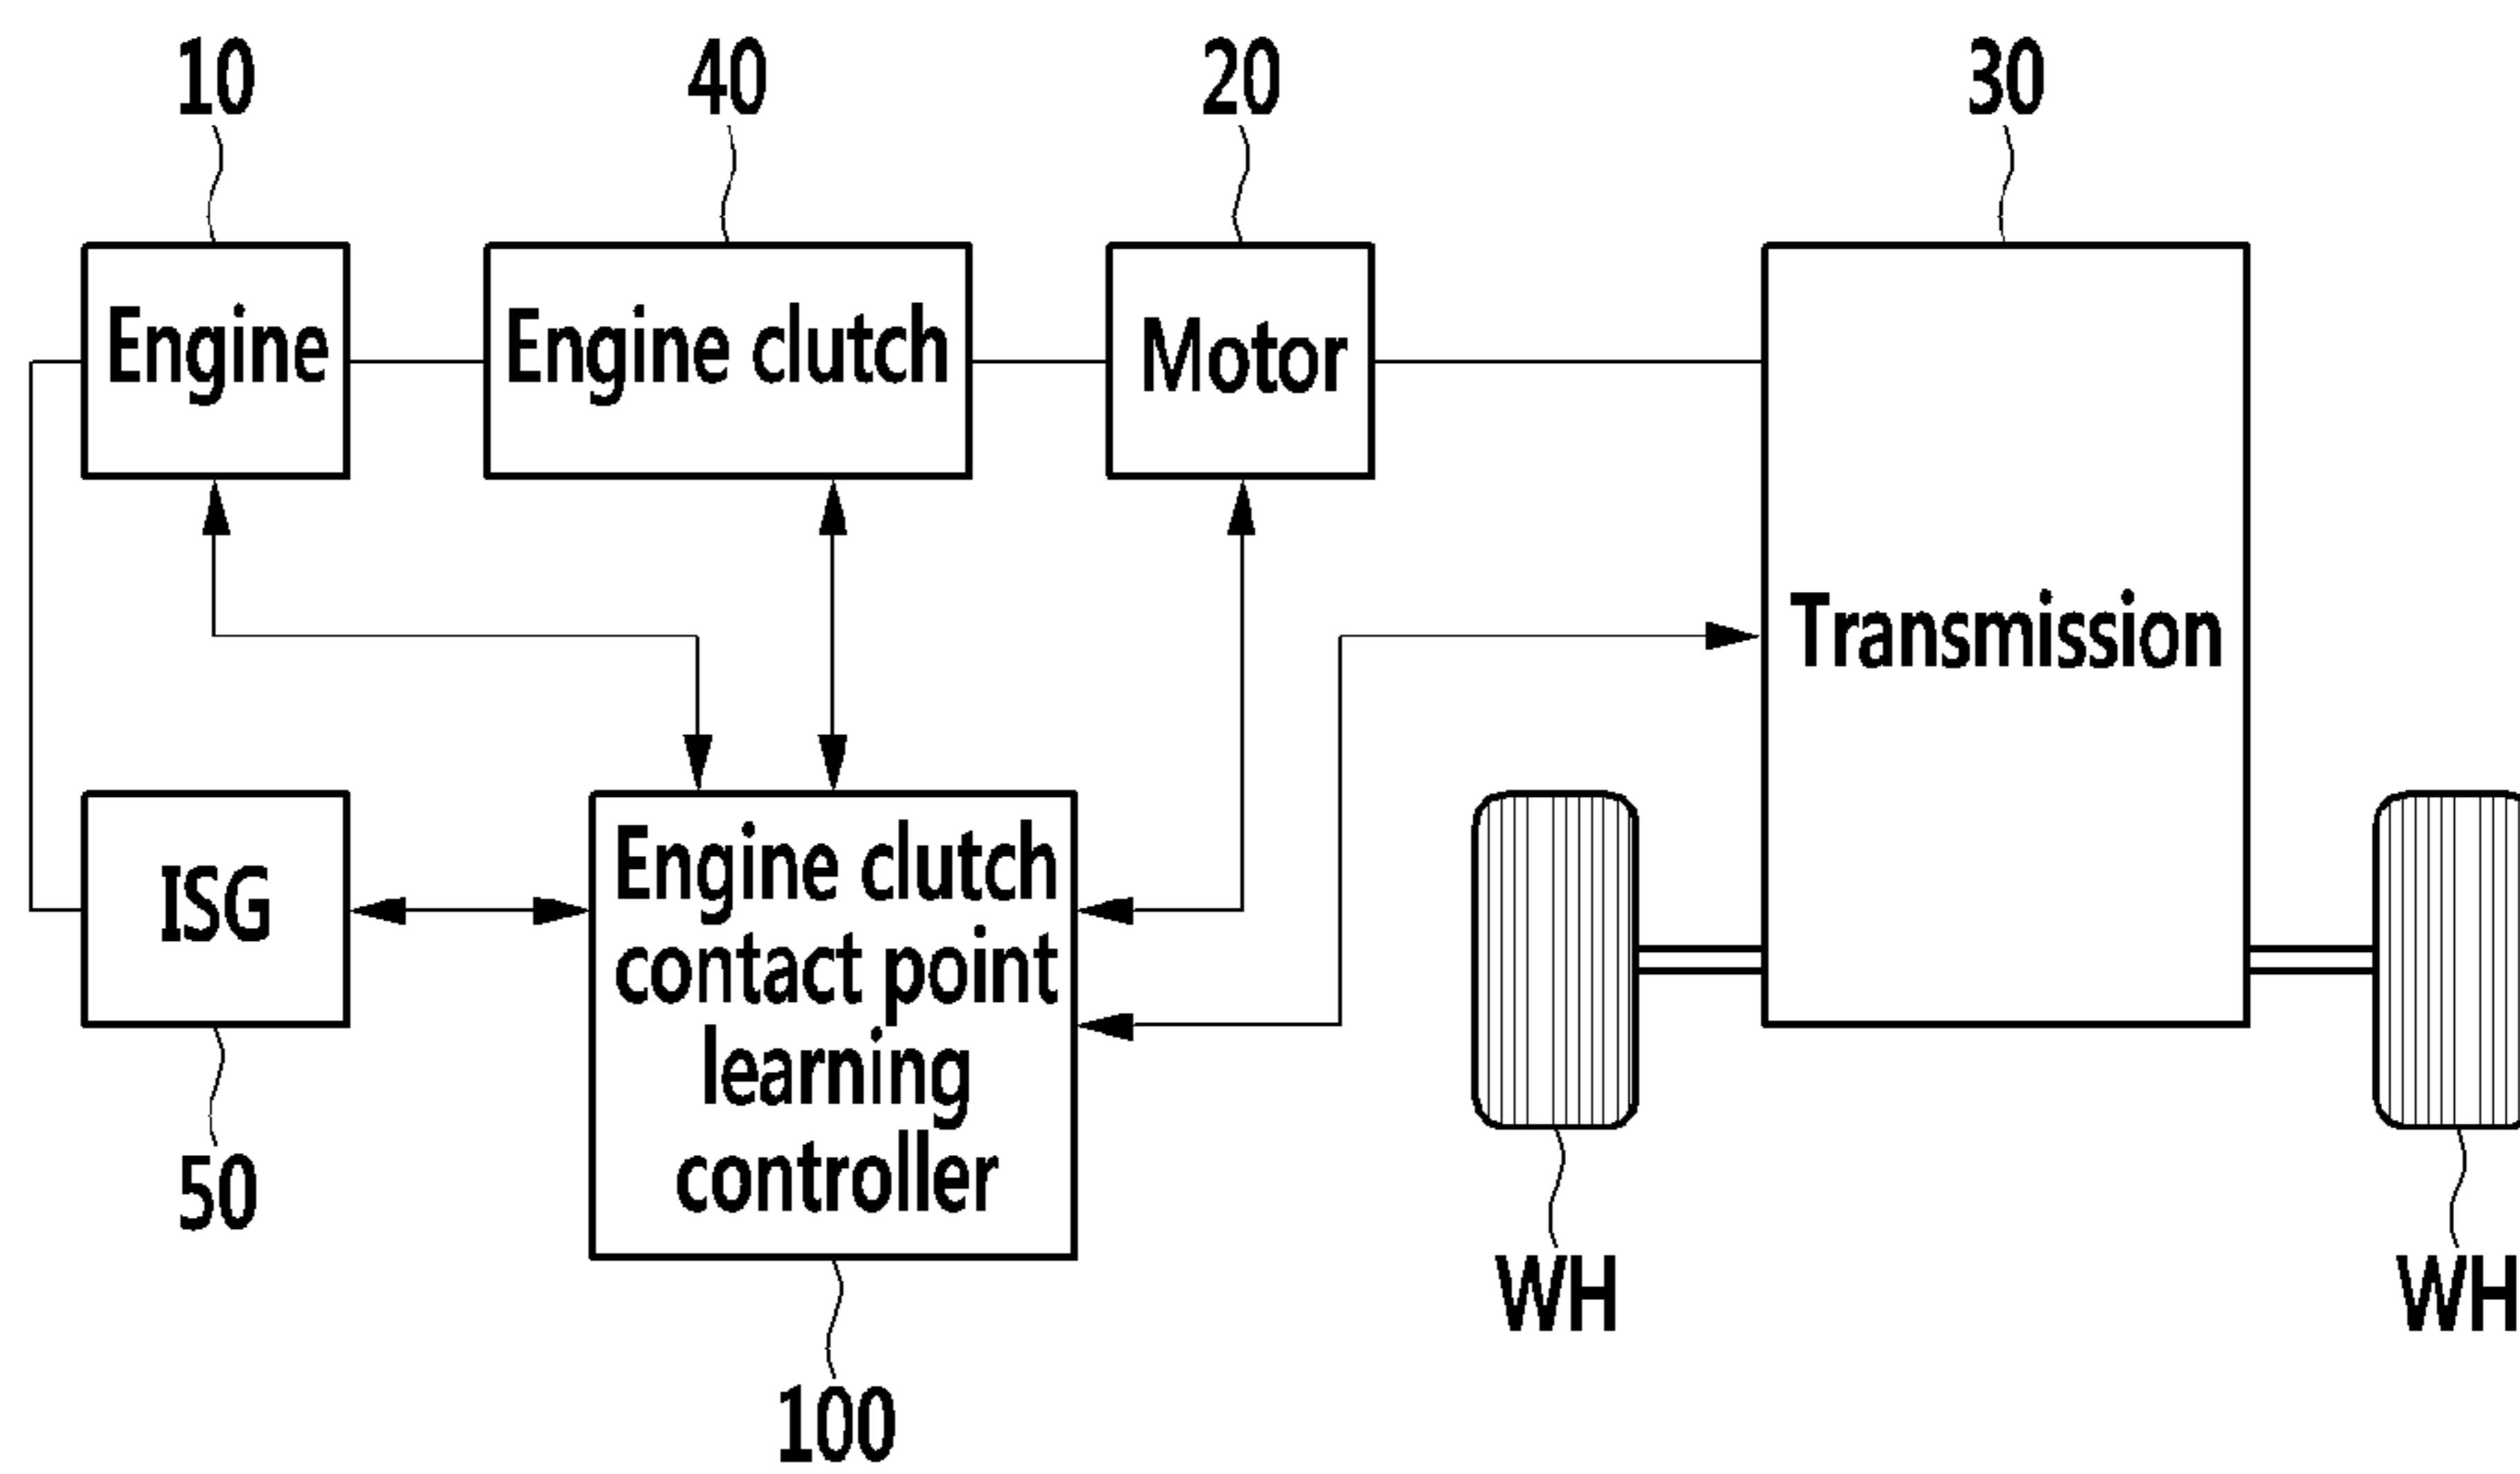 10
40
20
30
Engine
Engine clutch
Motor
Transmission
ISG
Engine clutch
contact point
learning
controller
50
WH
WH
100